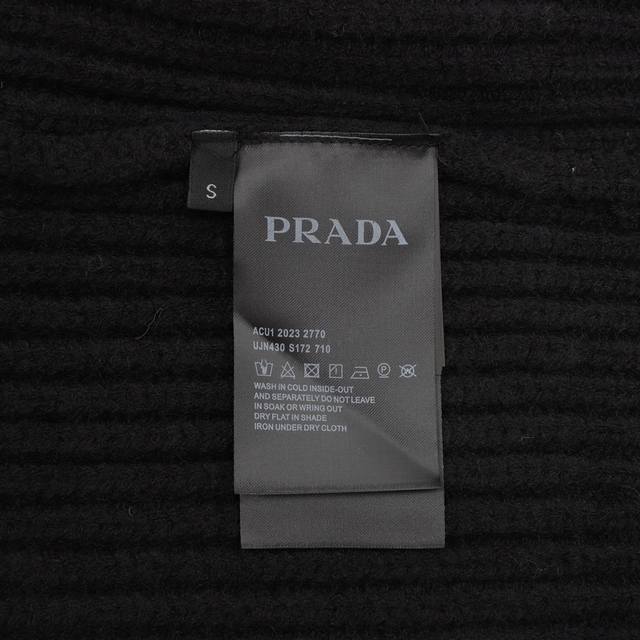 S
PRADA
ACU1 2023 2770
UJN430 S172 710
WASH IN COLD INSIDE-OUT
AND SEPARATELY DO NOT LEAVE
IN SOAK OR WRING OUT
DRY FLAT IN SHADE
IRON UNDER DRY CLOTH